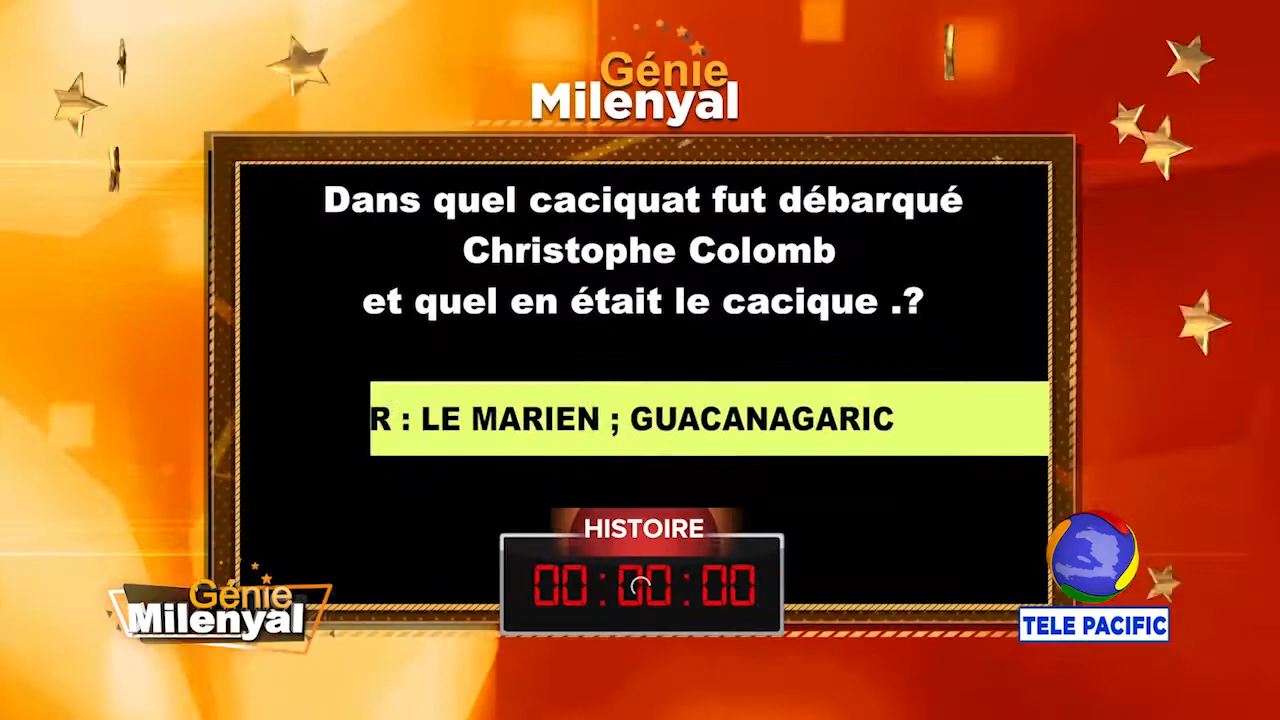 Génie
Milenyal
Dans quel caciquat fut débarqué
Christophe Colomb
et quel en était le cacique .?
R : LE MARIEN ; GUACANAGARIC
HISTOIRE
00:00:00
Génie
Milenyal
TELE PACIFIC